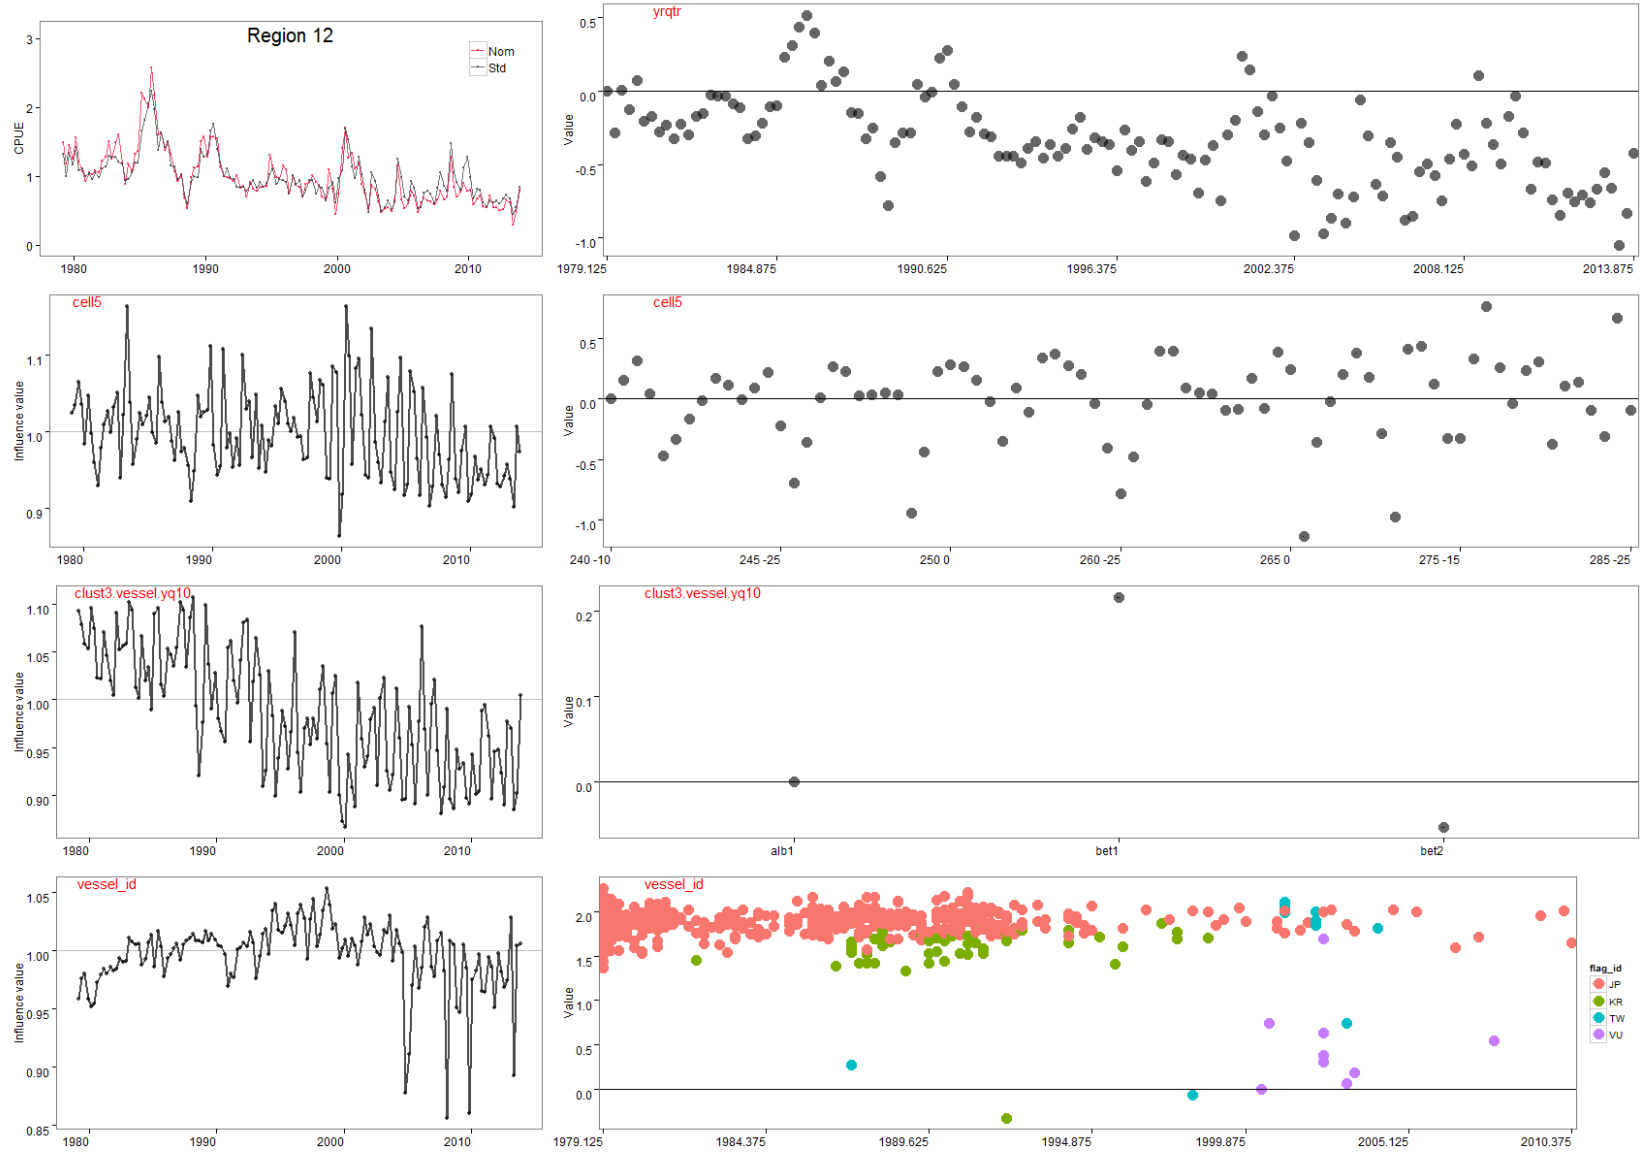 Region 12
Nom
Std
CPUE
3
2
1
0
1980 1990 2000 2010
yrqtr
Value
0.5
0.0
-0.5
-1.0
1979.125 1984.875 1990.625 1996.375 2002.375 2008.125 2013.875
cell5
Influence value
1.1
1.0
0.9
1980 1990 2000 2010
cell5
Value
0.5
0.0
-0.5
-1.0
240 -10 245 -25 250 0 260 -25 265 0 275 -15 285 -25
clust3.vessel.yq10
Influence value
1.10
1.05
1.00
0.95
0.90
1980 1990 2000 2010
clust3.vessel.yq10
Value
0.2
0.1
0.0
alb1 bet1 bet2
vessel_id
Influence value
1.05
1.00
0.95
0.90
0.85
1980 1990 2000 2010
vessel_id
Value
2.0
1.5
1.0
0.5
0.0
1979.125 1984.375 1989.625 1994.875 1999.875 2005.125 2010.375
flag_id
JP
KR
TW
VU